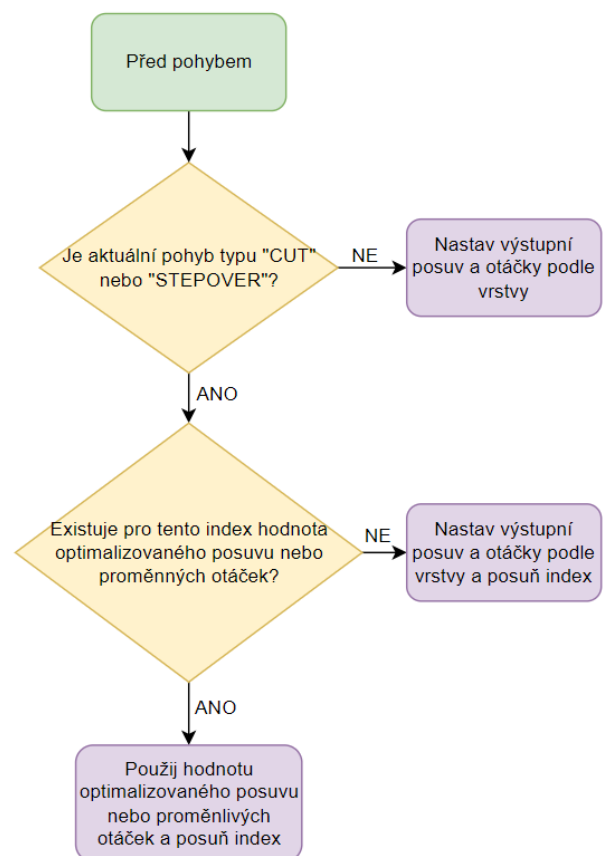 Před pohybem
Je aktuální pohyb typu "CUT"
nebo "STEPOVER"?
NE
Nastav výstupní
posuv a otáčky podle
vrstvy
ANO
Existuje pro tento index hodnota
optimalizovaného posuvu nebo
proměnných otáček?
NE
Nastav výstupní
posuv a otáčky podle
vrstvy a posuň index
ANO
Použij hodnotu
optimalizovaného posuvu
nebo proměnlivých
otáček a posuň index